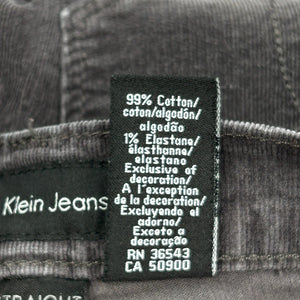 99% Cotton/
coton/algodón/
algodão
1% Elastane/
élasthanne/
elastano
Exclusive of
decoration/
A l'exception
de la
decoration/
Excluyendo el
adorno/
Exceto a
decoração
RN 36543
CA 50900
Klein Jeans
STRAIGHT